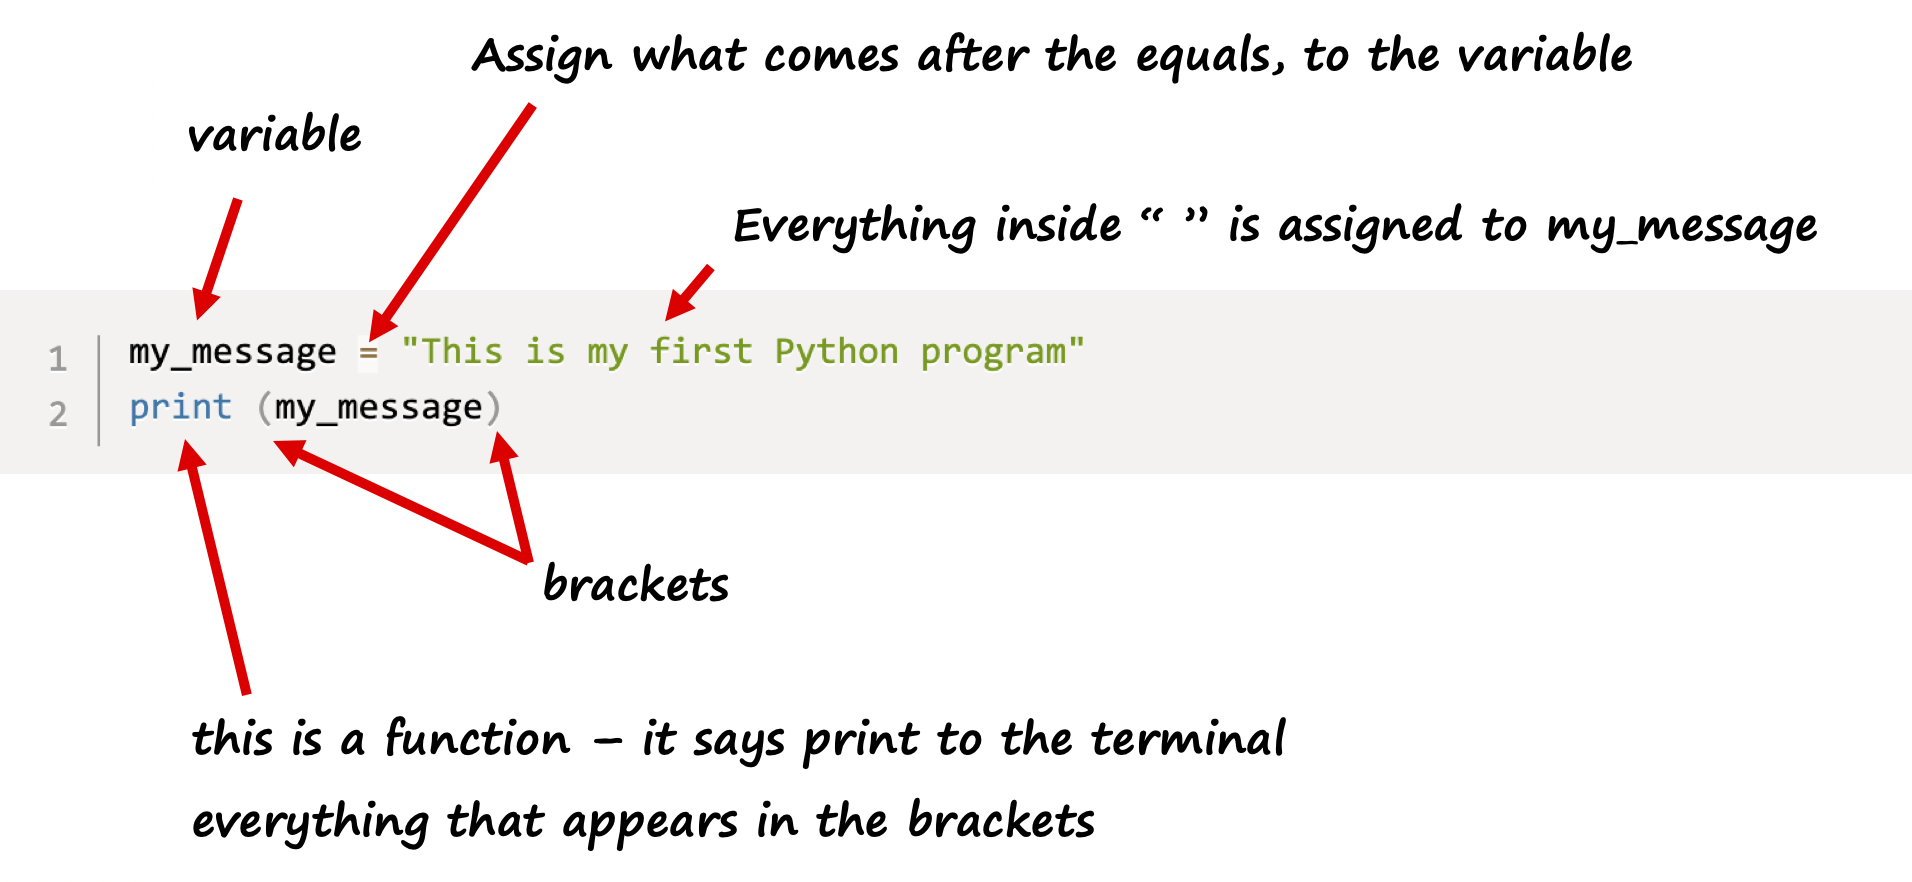 Assign what comes after the equals, to the variable
variable
Everything inside “ ” is assigned to my_message
1 my_message = "This is my first Python program"
2 print (my_message)
brackets
this is a function – it says print to the terminal
everything that appears in the brackets